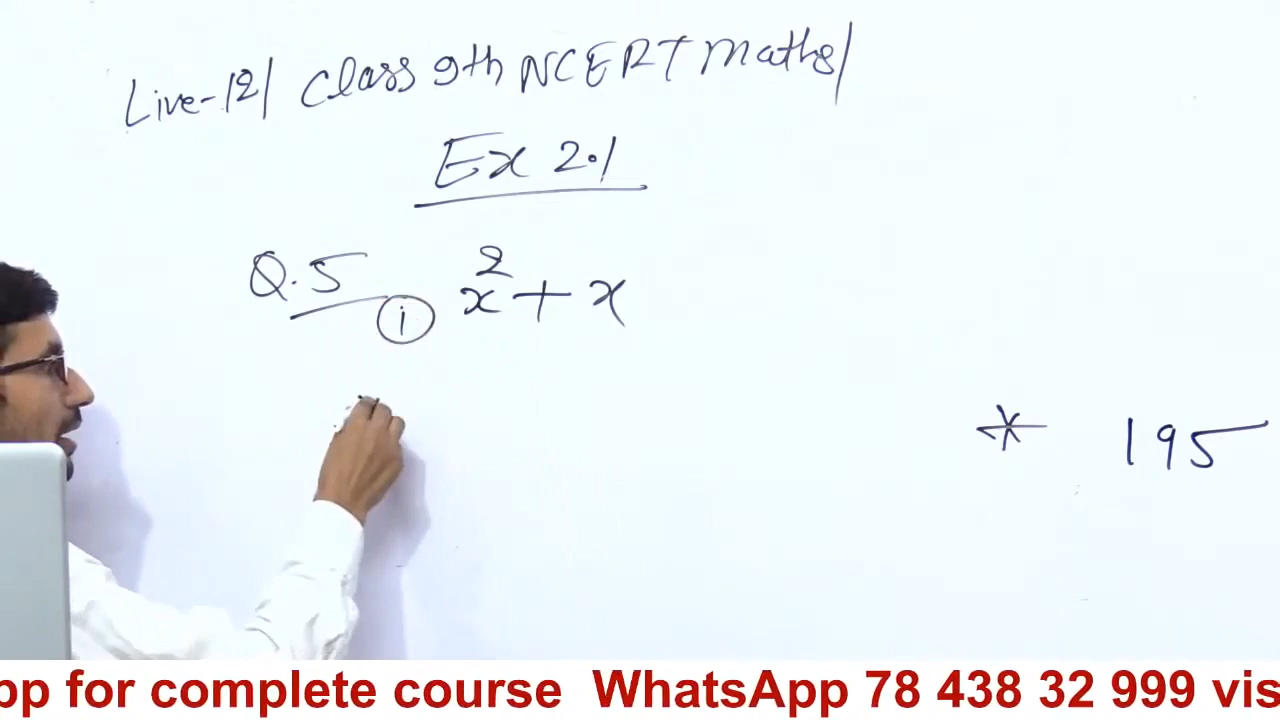 Live-12/ Class 9th NCERT Maths/
Ex 2.1
Q.5 (i) x² + x
* 195
pp for complete course WhatsApp 78 438 32 999 vis